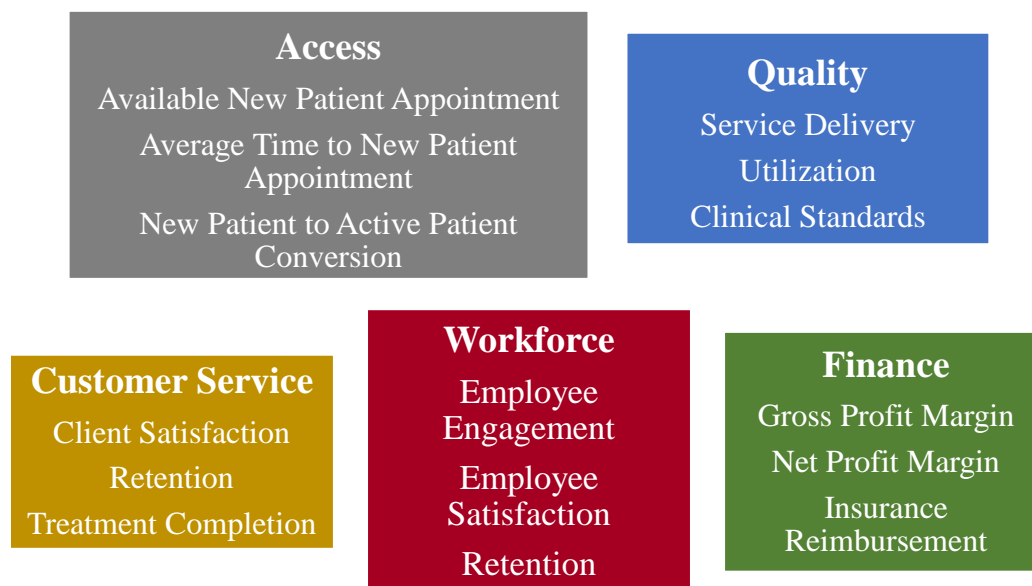 Access
Available New Patient Appointment
Average Time to New Patient
Appointment
New Patient to Active Patient
Conversion
Quality
Service Delivery
Utilization
Clinical Standards
Customer Service
Client Satisfaction
Retention
Treatment Completion
Workforce
Employee
Engagement
Employee
Satisfaction
Retention
Finance
Gross Profit Margin
Net Profit Margin
Insurance
Reimbursement